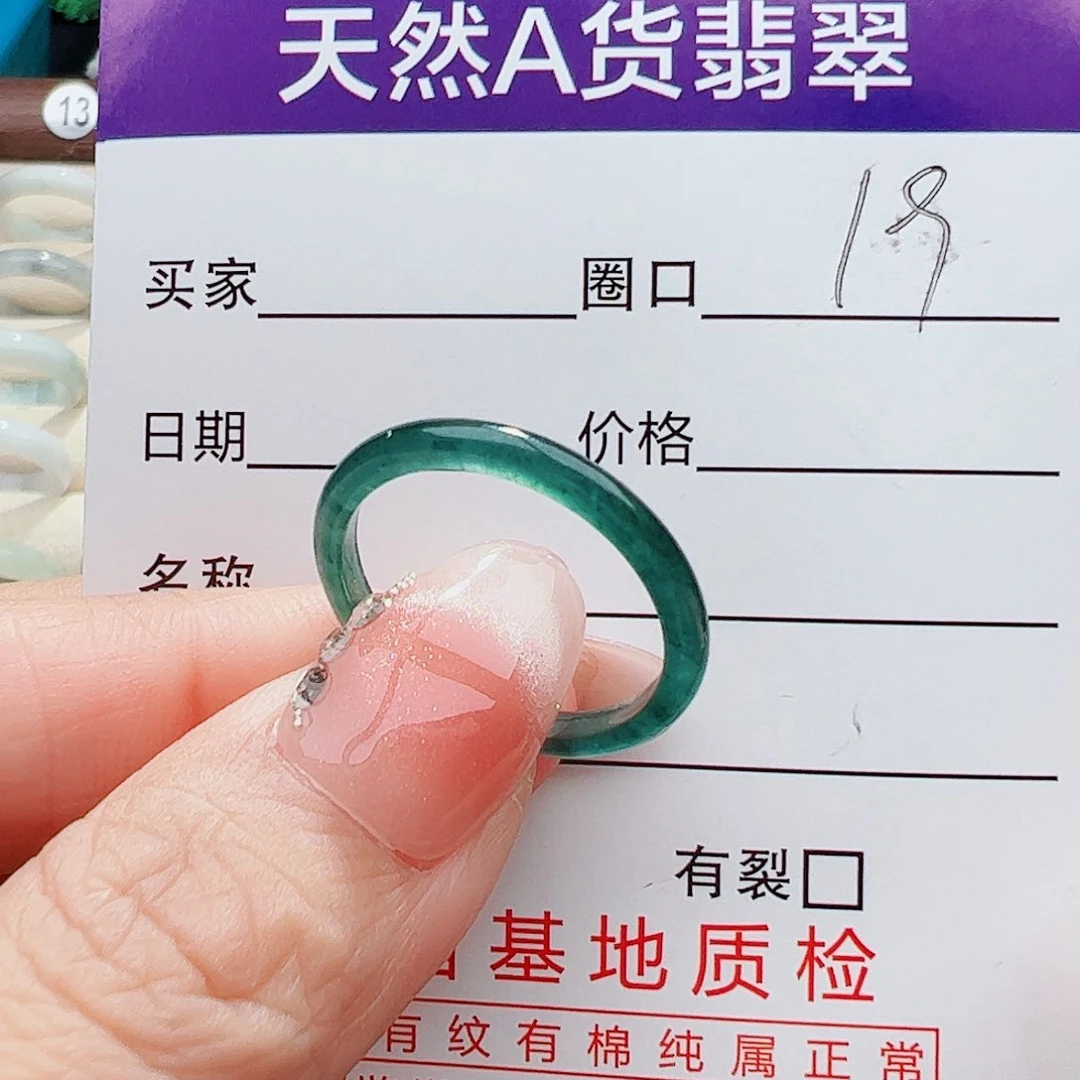 天然A货翡翠
13
买家 圈口 19
日期 价格
名称
有裂
基地质检
有纹有棉纯属正常